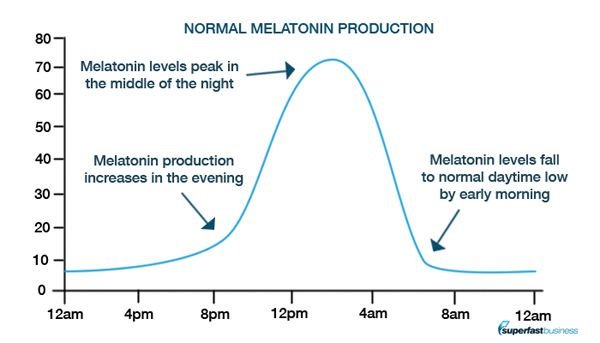 NORMAL MELATONIN PRODUCTION
80
70
60
50
40
30
20
10
0
Melatonin levels peak in
the middle of the night
Melatonin production
increases in the evening
Melatonin levels fall
to normal daytime low
by early morning
12am 4pm 8pm 12pm 4am 8am 12am
superfastbusiness